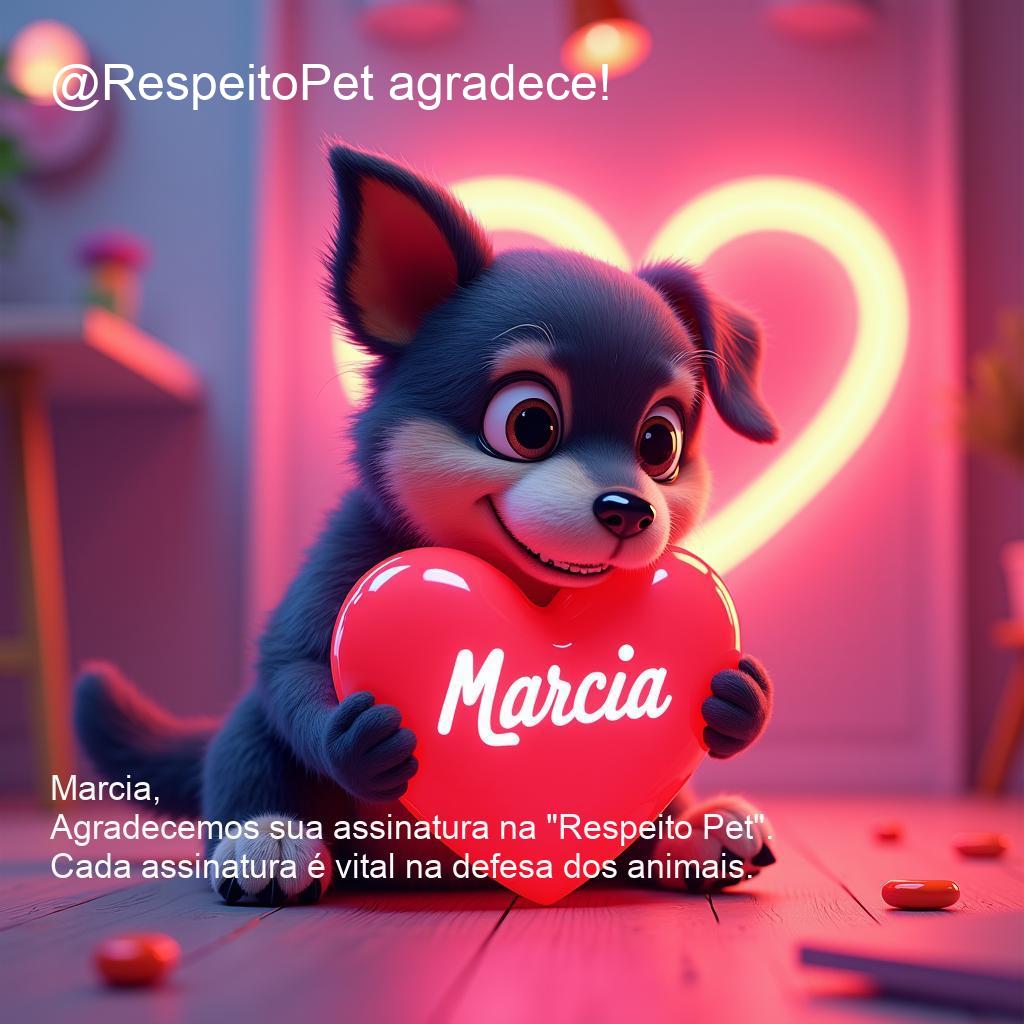 @RespeitoPet agradece!
Marcia
Marcia,
Agradecemos sua assinatura na "Respeito Pet".
Cada assinatura é vital na defesa dos animais.